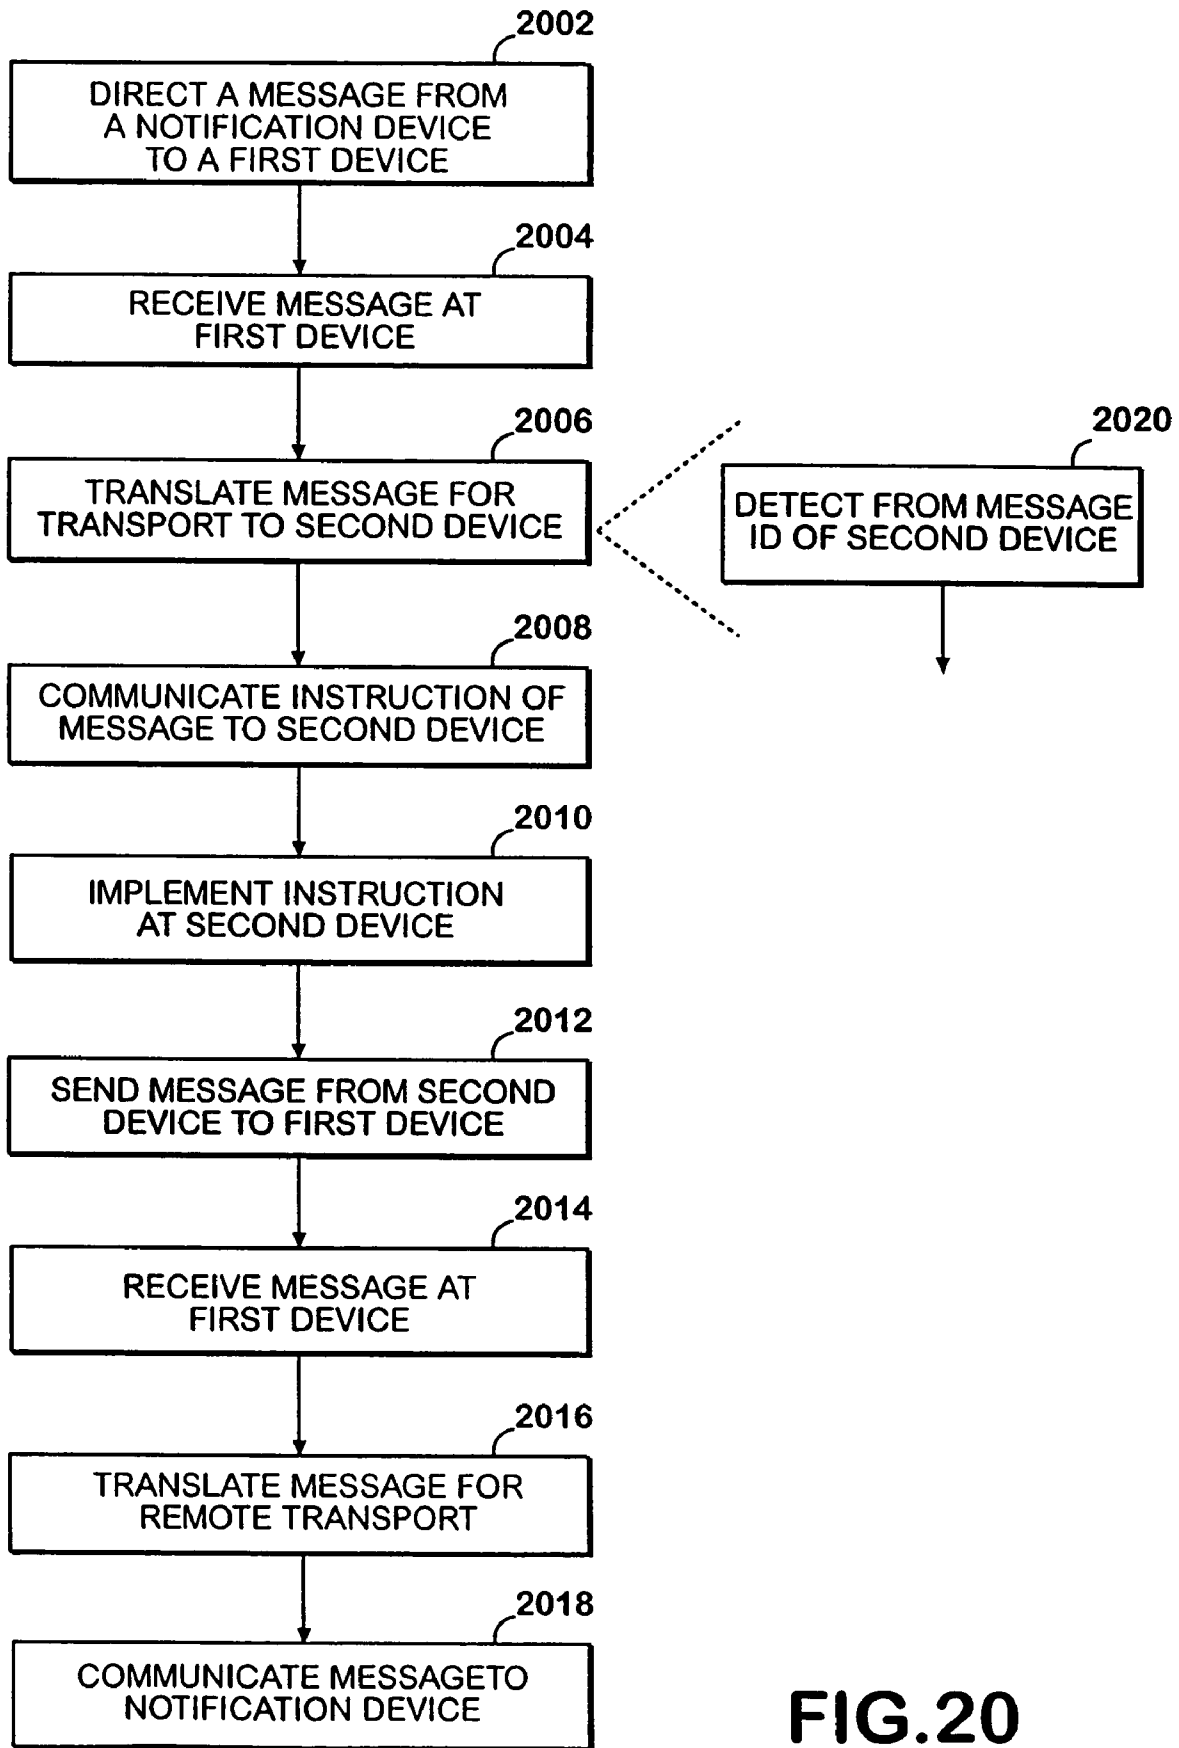 2002
DIRECT A MESSAGE FROM
A NOTIFICATION DEVICE
TO A FIRST DEVICE
2004
RECEIVE MESSAGE AT
FIRST DEVICE
2006
TRANSLATE MESSAGE FOR
TRANSPORT TO SECOND DEVICE
2020
DETECT FROM MESSAGE
ID OF SECOND DEVICE
2008
COMMUNICATE INSTRUCTION OF
MESSAGE TO SECOND DEVICE
2010
IMPLEMENT INSTRUCTION
AT SECOND DEVICE
2012
SEND MESSAGE FROM SECOND
DEVICE TO FIRST DEVICE
2014
RECEIVE MESSAGE AT
FIRST DEVICE
2016
TRANSLATE MESSAGE FOR
REMOTE TRANSPORT
2018
COMMUNICATE MESSAGETO
NOTIFICATION DEVICE
FIG.20